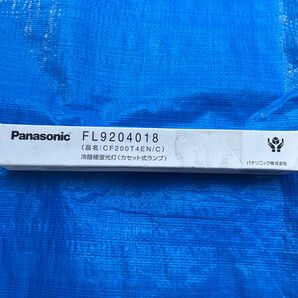 Panasonic
FL9204018
(品名:CF200T4EN/C)
冷陰極蛍光灯〈カセット式ランプ〉
パナソニック株式会社